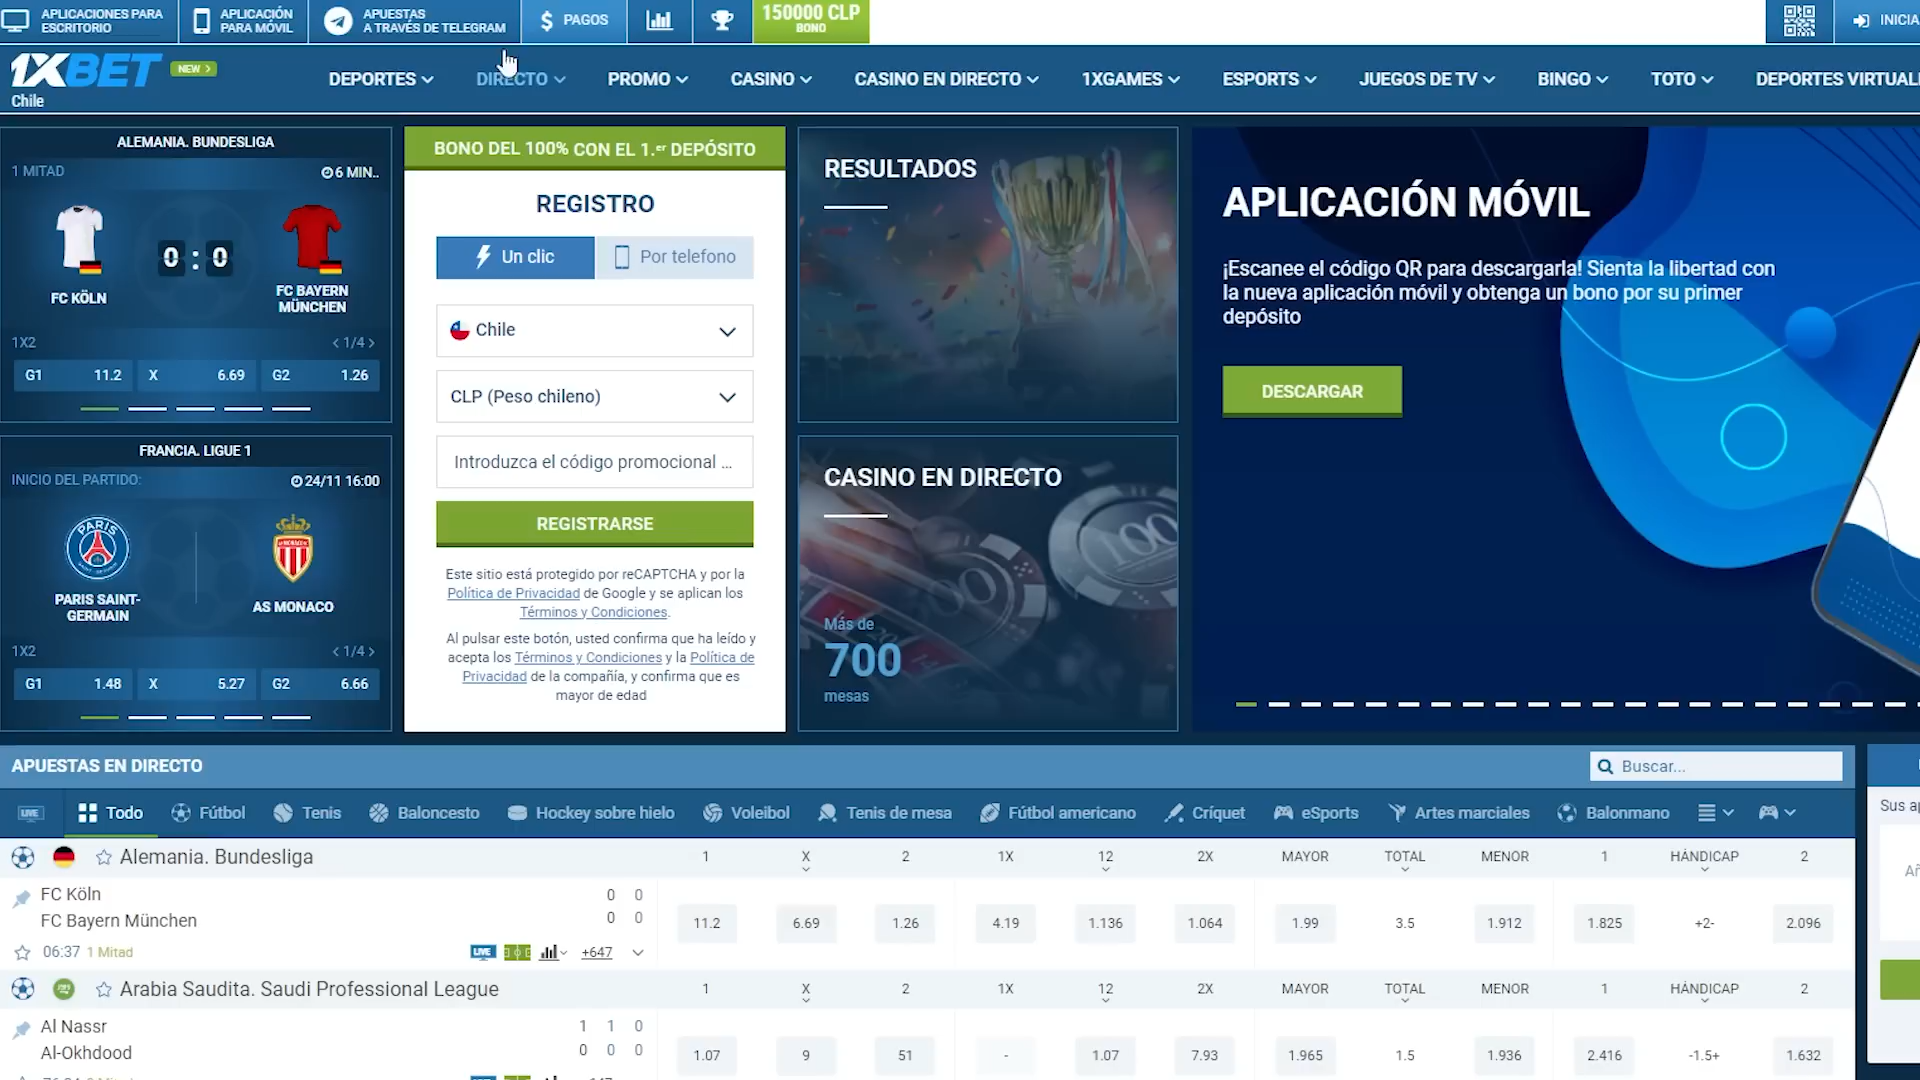 APLICACIONES PARA
ESCRITORIO
APLICACIÓN
PARA MÓVIL
APUESTAS
A TRAVÉS DE TELEGRAM
$ PAGOS
150000 CLP
BONO
1XBET
NEW >
Chile
DEPORTES
DIRECTO
PROMO
CASINO
CASINO EN DIRECTO
1XGAMES
ESPORTS
JUEGOS DE TV
BINGO
TOTO
DEPORTES
ALEMANIA. BUNDESLIGA
1 MITAD
6 MIN..
0 : 0
FC KÖLN
FC BAYERN
MÜNCHEN
1X2
< 1/4 >
G1 11.2 X 6.69 G2 1.26
FRANCIA. LIGUE 1
INICIO DEL PARTIDO:
24/11 16:00
PARIS
PARIS SAINT-
GERMAIN
AS MONACO
1X2
< 1/4 >
G1 1.48 X 5.27 G2 6.66
BONO DEL 100% CON EL 1.er DEPÓSITO
REGISTRO
Un clic
Por telefono
Chile
CLP (Peso chileno)
Introduzca el código promocional ...
REGISTRARSE
Este sitio está protegido por reCAPTCHA y por la
Política de Privacidad de Google y se aplican los
Términos y Condiciones.
Al pulsar este botón, usted confirma que ha leído y
acepta los Términos y Condiciones y la Política de
Privacidad de la compañía, y confirma que es
mayor de edad
RESULTADOS
CASINO EN DIRECTO
100
Más de
700
mesas
APLICACIÓN MÓVIL
¡Escanee el código QR para descargarla! Sienta la libertad con
la nueva aplicación móvil y obtenga un bono por su primer
depósito
DESCARGAR
APUESTAS EN DIRECTO
Buscar...
LIVE
Todo
Fútbol
Tenis
Baloncesto
Hockey sobre hielo
Voleibol
Tenis de mesa
Fútbol americano
Críquet
eSports
Artes marciales
Balonmano
Sus
Alemania. Bundesliga 1 X 2 1X 12 2X MAYOR TOTAL MENOR 1 HÁNDICAP 2
FC Köln 0 0
FC Bayern München 0 0
11.2 6.69 1.26 4.19 1.136 1.064 1.99 3.5 1.912 1.825 +2- 2.096
06:37 1 Mitad LIVE +647
Arabia Saudita. Saudi Professional League 1 X 2 1X 12 2X MAYOR TOTAL MENOR 1 HÁNDICAP 2
Al Nassr 1 1 0
Al-Okhdood 0 0 0
1.07 9 51 - 1.07 7.93 1.965 1.5 1.936 2.416 -1.5+ 1.632